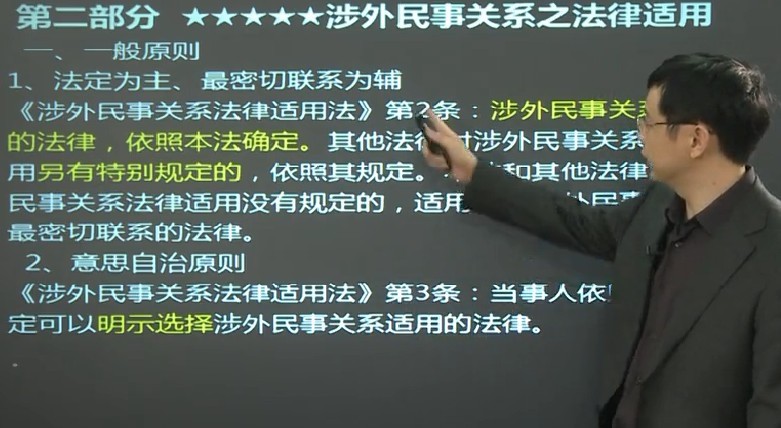 第二部分 ★★★★★涉外民事关系之法律适用
一、一般原则
1、法定为主、最密切联系为辅
《涉外民事关系法律适用法》第2条：涉外民事关
的法律，依照本法确定。其他法 对涉外民事关系
用另有特别规定的，依照其规定。 和其他法律
民事关系法律适用没有规定的，适用 外民事
最密切联系的法律。
2、意思自治原则
《涉外民事关系法律适用法》第3条：当事人依
定可以明示选择涉外民事关系适用的法律。